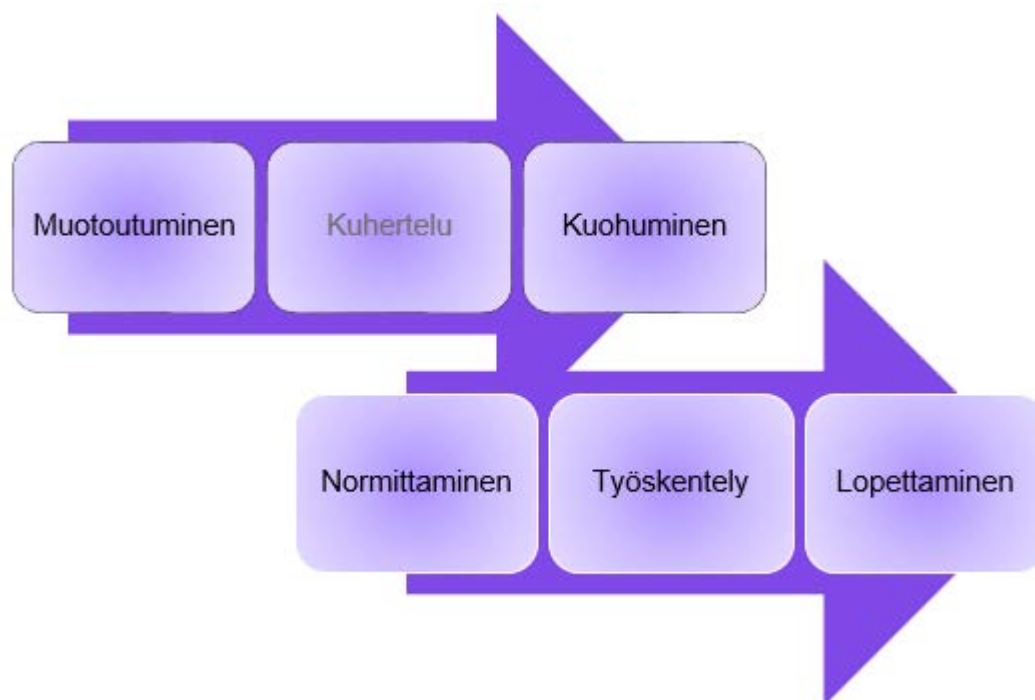 Muotoutuminen
Kuhertelu
Kuohuminen
Normittaminen
Työskentely
Lopettaminen